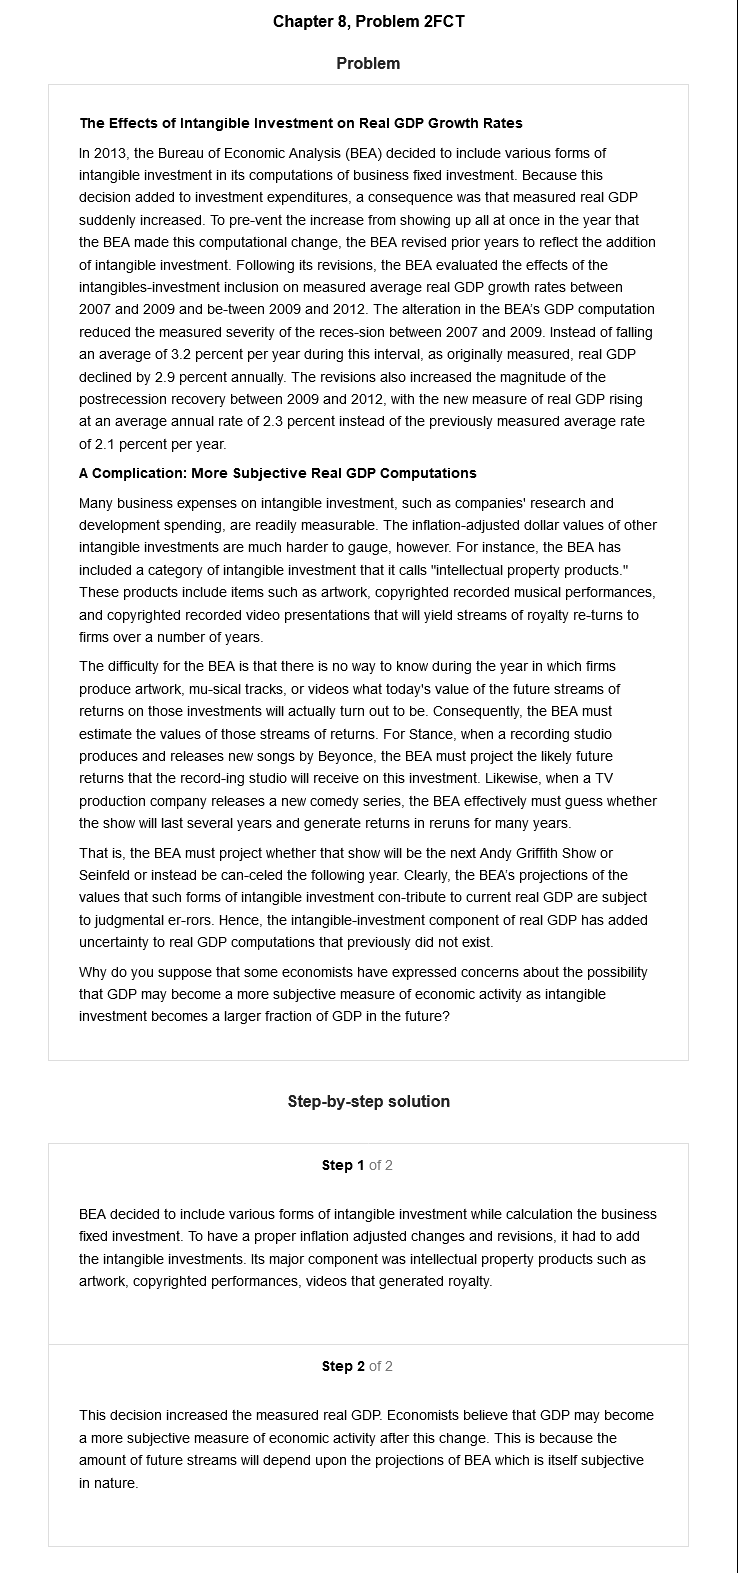 Chapter 8, Problem 2FCT
Problem
The Effects of Intangible Investment on Real GDP Growth Rates
In 2013, the Bureau of Economic Analysis (BEA) decided to include various forms of
intangible investment in its computations of business fixed investment. Because this
decision added to investment expenditures, a consequence was that measured real GDP
suddenly increased. To pre-vent the increase from showing up all at once in the year that
the BEA made this computational change, the BEA revised prior years to reflect the addition
of intangible investment. Following its revisions, the BEA evaluated the effects of the
intangibles-investment inclusion on measured average real GDP growth rates between
2007 and 2009 and be-tween 2009 and 2012. The alteration in the BEA's GDP computation
reduced the measured severity of the reces-sion between 2007 and 2009. Instead of falling
an average of 3.2 percent per year during this interval, as originally measured, real GDP
declined by 2.9 percent annually. The revisions also increased the magnitude of the
postrecession recovery between 2009 and 2012, with the new measure of real GDP rising
at an average annual rate of 2.3 percent instead of the previously measured average rate
of 2.1 percent per year.
A Complication: More Subjective Real GDP Computations
Many business expenses on intangible investment, such as companies' research and
development spending, are readily measurable. The inflation-adjusted dollar values of other
intangible investments are much harder to gauge, however. For instance, the BEA has
included a category of intangible investment that it calls "intellectual property products."
These products include items such as artwork, copyrighted recorded musical performances,
and copyrighted recorded video presentations that will yield streams of royalty re-turns to
firms over a number of years.
The difficulty for the BEA is that there is no way to know during the year in which firms
produce artwork, mu-sical tracks, or videos what today's value of the future streams of
returns on those investments will actually turn out to be. Consequently, the BEA must
estimate the values of those streams of returns. For Stance, when a recording studio
produces and releases new songs by Beyonce, the BEA must project the likely future
returns that the record-ing studio will receive on this investment. Likewise, when a TV
production company releases a new comedy series, the BEA effectively must guess whether
the show will last several years and generate returns in reruns for many years.
That is, the BEA must project whether that show will be the next Andy Griffith Show or
Seinfeld or instead be can-celed the following year. Clearly, the BEA's projections of the
values that such forms of intangible investment con-tribute to current real GDP are subject
to judgmental er-rors. Hence, the intangible-investment component of real GDP has added
uncertainty to real GDP computations that previously did not exist.
Why do you suppose that some economists have expressed concerns about the possibility
that GDP may become a more subjective measure of economic activity as intangible
investment becomes a larger fraction of GDP in the future?
Step-by-step solution
Step 1 of 2
BEA decided to include various forms of intangible investment while calculation the business
fixed investment. To have a proper inflation adjusted changes and revisions, it had to add
the intangible investments. Its major component was intellectual property products such as
artwork, copyrighted performances, videos that generated royalty.
Step 2 of 2
This decision increased the measured real GDP. Economists believe that GDP may become
a more subjective measure of economic activity after this change. This is because the
amount of future streams will depend upon the projections of BEA which is itself subjective
in nature.